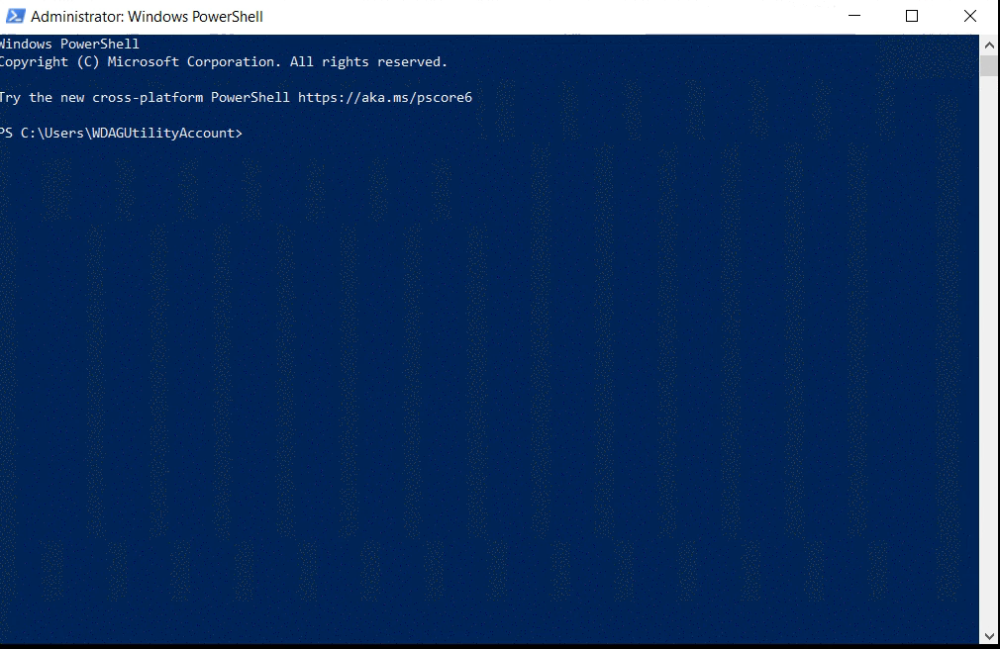 Administrator: Windows PowerShell
Windows PowerShell
Copyright (C) Microsoft Corporation. All rights reserved.
Try the new cross-platform PowerShell https://aka.ms/pscore6
PS C:\Users\WDAGUtilityAccount>